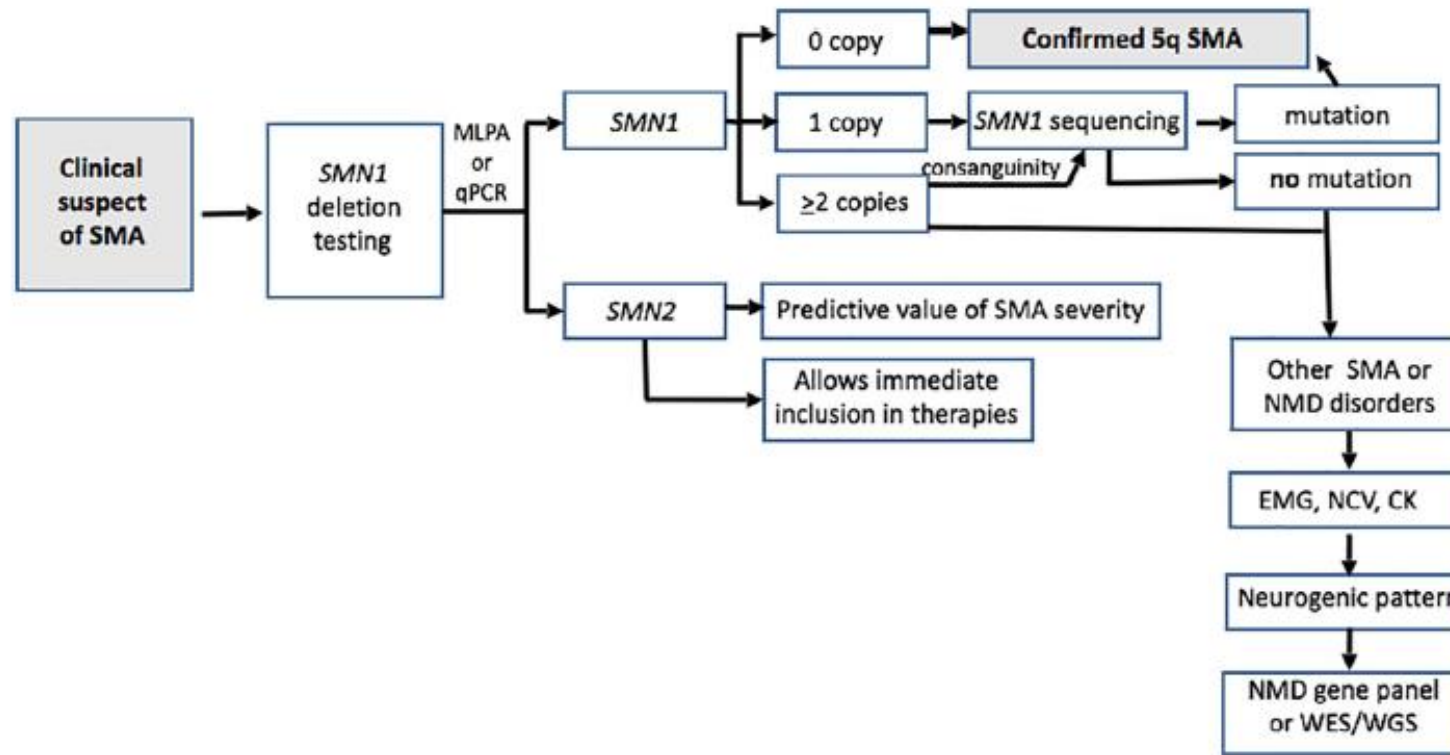 Clinical
suspect
of SMA
SMN1
deletion
testing
MLPA
or
qPCR
SMN1
0 copy
Confirmed 5q SMA
1 copy
SMN1 sequencing
mutation
consanguinity
no mutation
≥2 copies
SMN2
Predictive value of SMA severity
Allows immediate
inclusion in therapies
Other SMA or
NMD disorders
EMG, NCV, CK
Neurogenic pattern
NMD gene panel
or WES/WGS